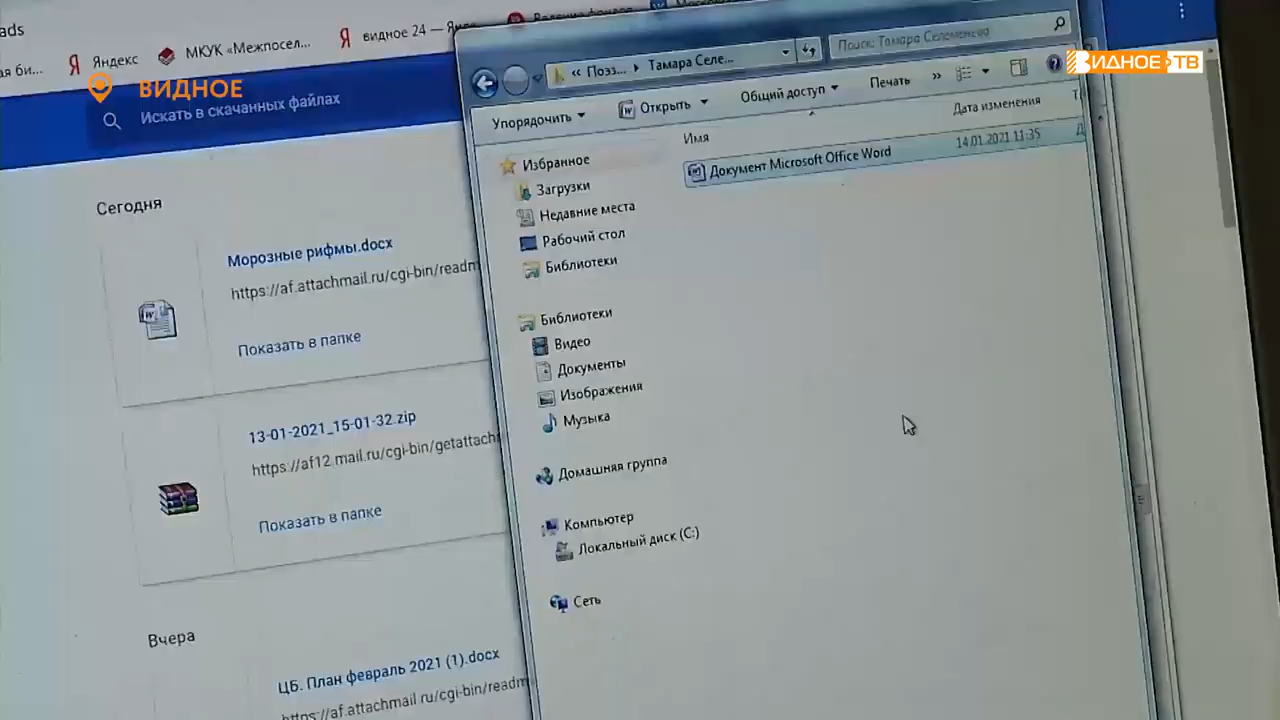 ads
ая би...
Яндекс
МКУК «Межпосел...
видное 24 —
ВИДНОЕ
ВИДНОЕ ТВ
Искать в скачанных файлах
Сегодня
Морозные рифмы.docx
https://af.attachmail.ru/cgi-bin/readm
Показать в папке
13-01-2021_15-01-32.zip
https://af12.mail.ru/cgi-bin/getattach
Показать в папке
Вчера
ЦБ. План февраль 2021 (1).docx
https://af.attachmail.ru/cgi-bin/readm
« Поэз... Тамара Селе...
Поиск: Тамара Селеменева
Упорядочить
Открыть
Общий доступ
Печать
»
Имя
Дата изменения
Документ Microsoft Office Word
14.01.2021 11:35
Избранное
Загрузки
Недавние места
Рабочий стол
Библиотеки
Библиотеки
Видео
Документы
Изображения
Музыка
Домашняя группа
Компьютер
Локальный диск (C:)
Сеть